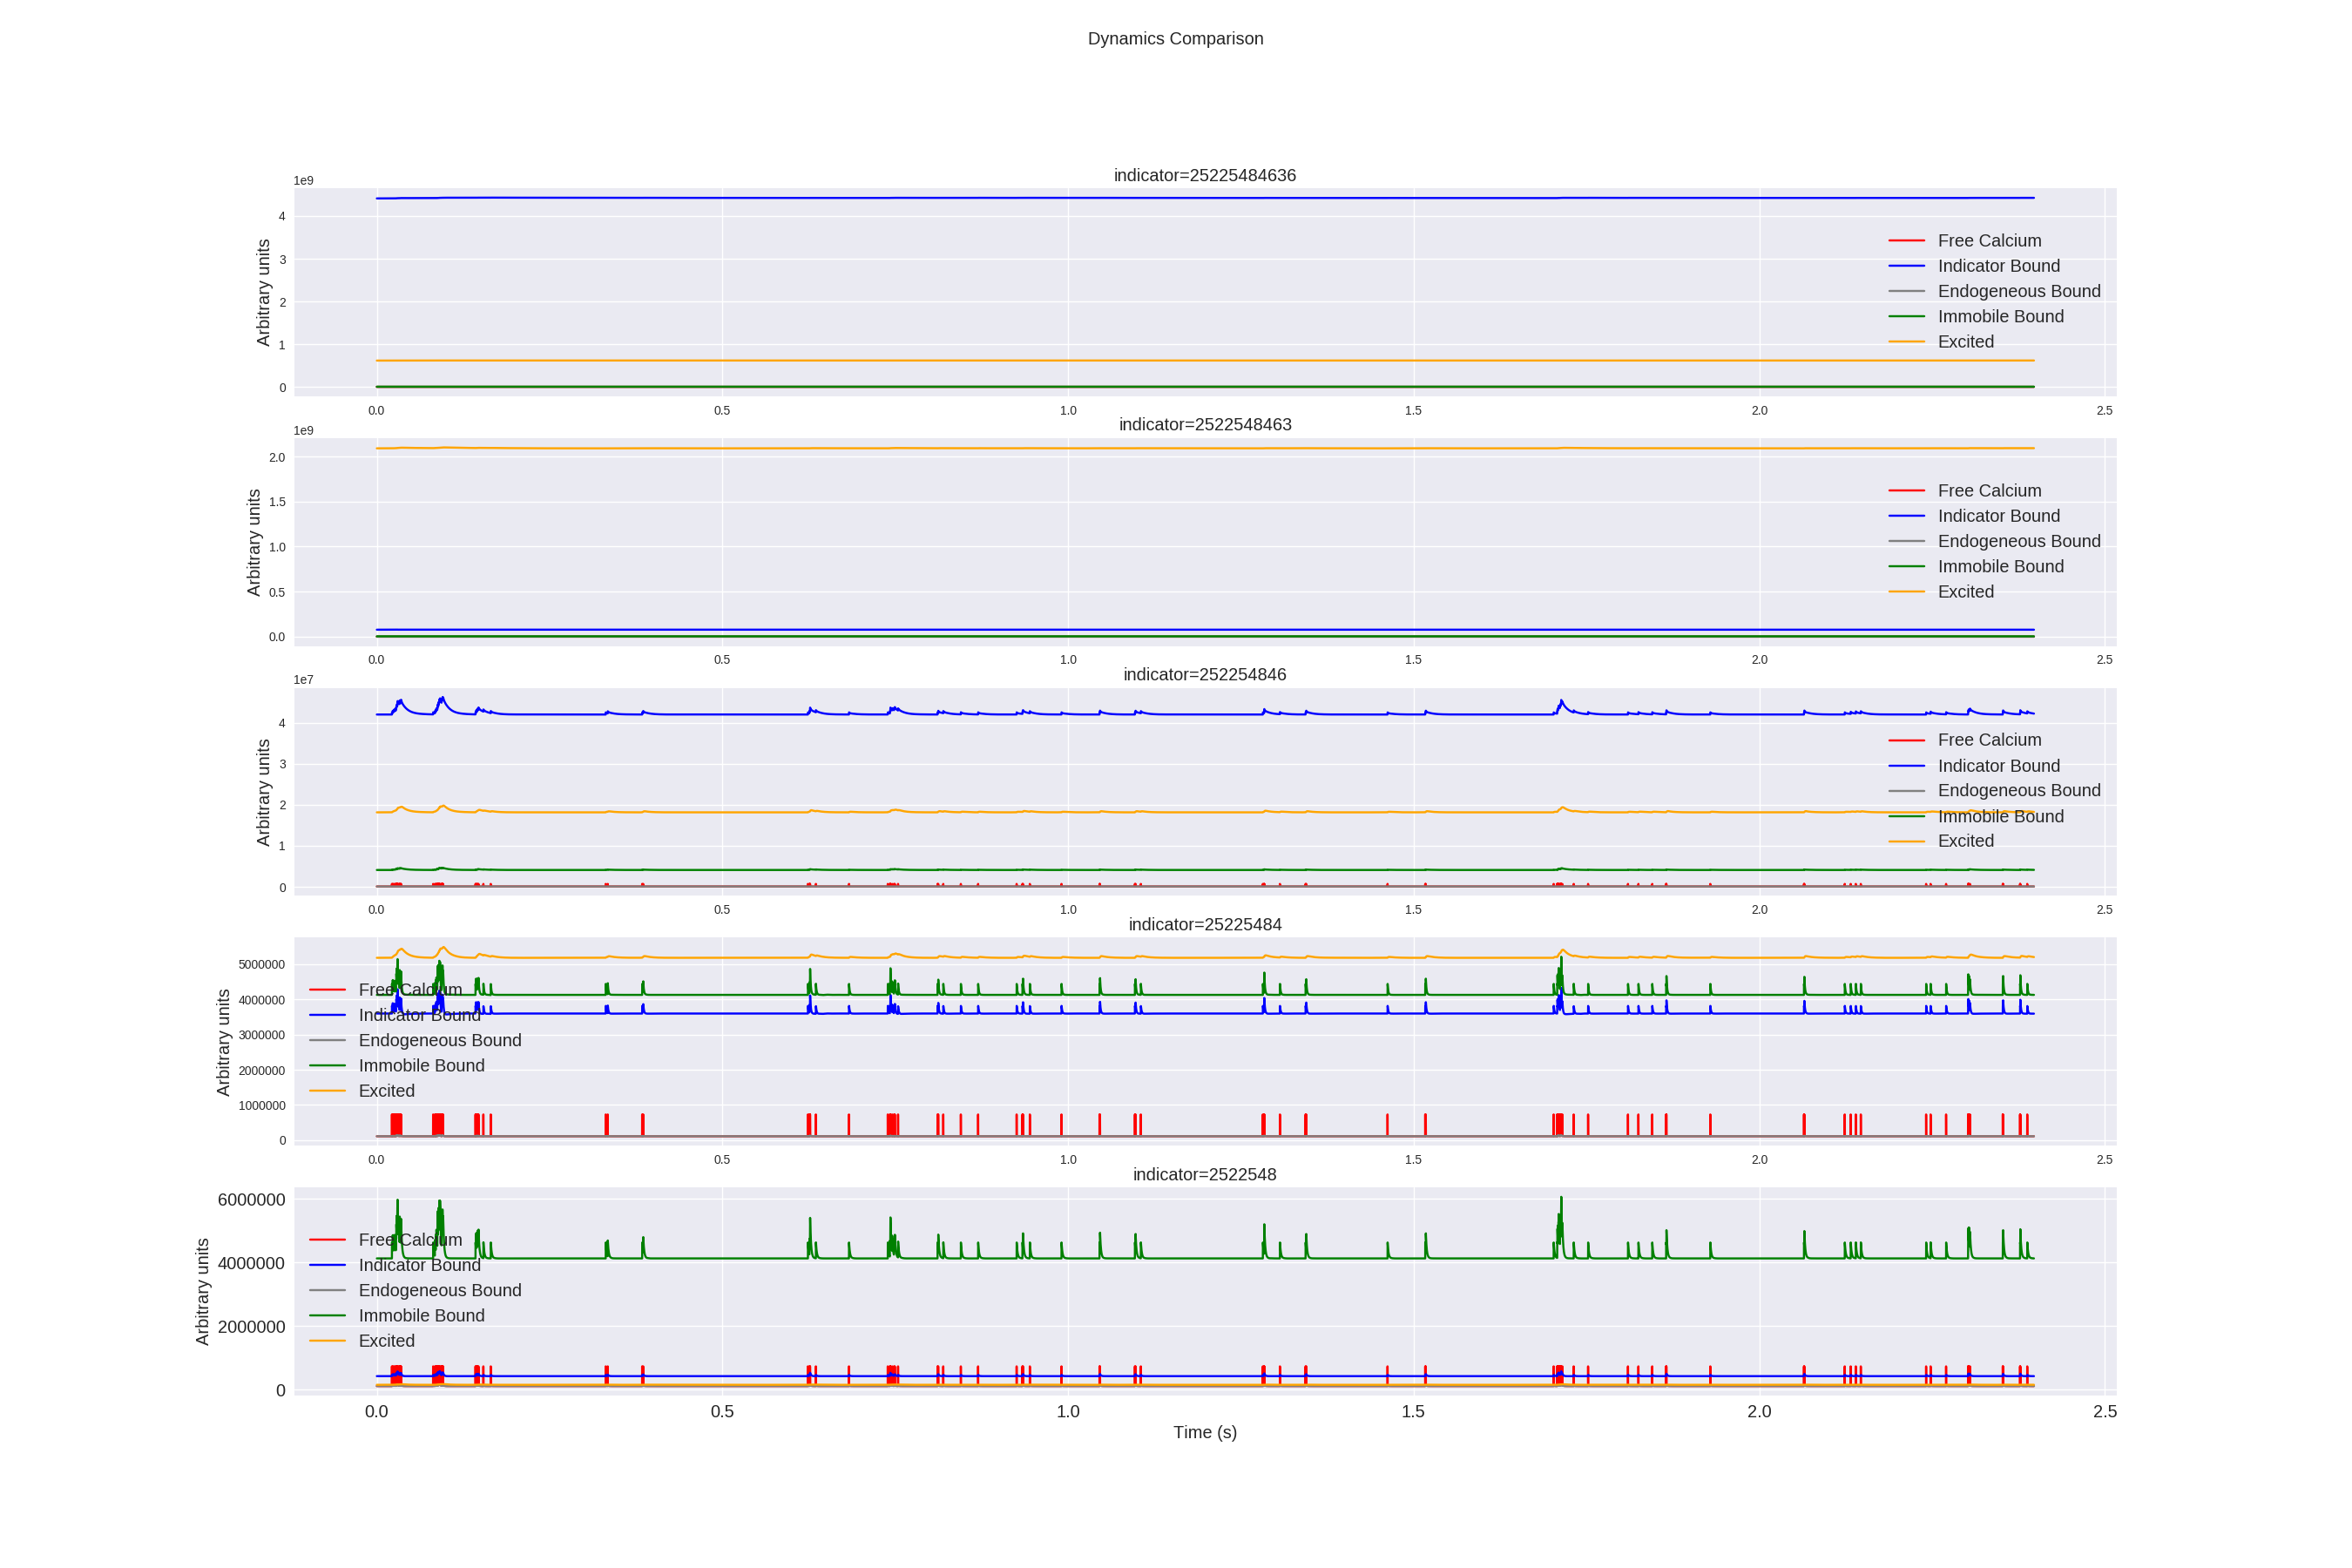 Dynamics Comparison
indicator=25225484636
1e9
Arbitrary units
4
3
2
1
0
Free Calcium
Indicator Bound
Endogeneous Bound
Immobile Bound
Excited
0.0 0.5 1.0 1.5 2.0 2.5
indicator=2522548463
1e9
Arbitrary units
2.0
1.5
1.0
0.5
0.0
Free Calcium
Indicator Bound
Endogeneous Bound
Immobile Bound
Excited
0.0 0.5 1.0 1.5 2.0 2.5
indicator=252254846
1e7
Arbitrary units
4
3
2
1
0
Free Calcium
Indicator Bound
Endogeneous Bound
Immobile Bound
Excited
0.0 0.5 1.0 1.5 2.0 2.5
indicator=25225484
Arbitrary units
5000000
4000000
3000000
2000000
1000000
0
Free Calcium
Indicator Bound
Endogeneous Bound
Immobile Bound
Excited
0.0 0.5 1.0 1.5 2.0 2.5
indicator=2522548
Arbitrary units
6000000
4000000
2000000
0
Free Calcium
Indicator Bound
Endogeneous Bound
Immobile Bound
Excited
0.0 0.5 1.0 1.5 2.0 2.5
Time (s)